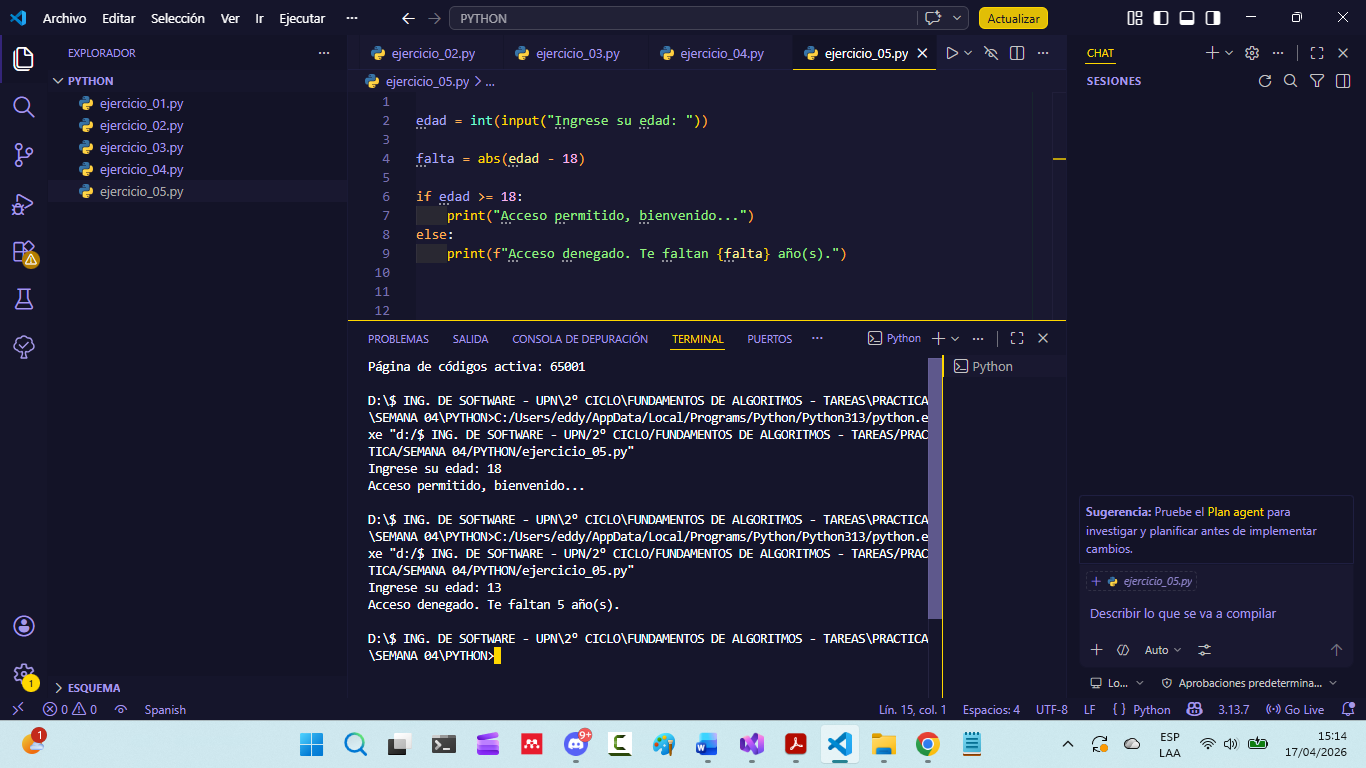 Archivo Editar Selección Ver Ir Ejecutar ···
PYTHON
Actualizar
EXPLORADOR ···
PYTHON
ejercicio_01.py
ejercicio_02.py
ejercicio_03.py
ejercicio_04.py
ejercicio_05.py
ESQUEMA
ejercicio_02.py ejercicio_03.py ejercicio_04.py ejercicio_05.py
ejercicio_05.py > ...
1
2 edad = int(input("Ingrese su edad: "))
3
4 falta = abs(edad - 18)
5
6 if edad >= 18:
7 print("Acceso permitido, bienvenido...")
8 else:
9 print(f"Acceso denegado. Te faltan {falta} año(s).")
10
11
12
PROBLEMAS SALIDA CONSOLA DE DEPURACIÓN TERMINAL PUERTOS ··· Python
Python
Página de códigos activa: 65001
D:\$ ING. DE SOFTWARE - UPN\2º CICLO\FUNDAMENTOS DE ALGORITMOS - TAREAS\PRACTICA
\SEMANA 04\PYTHON>C:/Users/eddy/AppData/Local/Programs/Python/Python313/python.e
xe "d:/$ ING. DE SOFTWARE - UPN/2º CICLO/FUNDAMENTOS DE ALGORITMOS - TAREAS/PRAC
TICA/SEMANA 04/PYTHON/ejercicio_05.py"
Ingrese su edad: 18
Acceso permitido, bienvenido...
D:\$ ING. DE SOFTWARE - UPN\2º CICLO\FUNDAMENTOS DE ALGORITMOS - TAREAS\PRACTICA
\SEMANA 04\PYTHON>C:/Users/eddy/AppData/Local/Programs/Python/Python313/python.e
xe "d:/$ ING. DE SOFTWARE - UPN/2º CICLO/FUNDAMENTOS DE ALGORITMOS - TAREAS/PRAC
TICA/SEMANA 04/PYTHON/ejercicio_05.py"
Ingrese su edad: 13
Acceso denegado. Te faltan 5 año(s).
D:\$ ING. DE SOFTWARE - UPN\2º CICLO\FUNDAMENTOS DE ALGORITMOS - TAREAS\PRACTICA
\SEMANA 04\PYTHON>
CHAT
SESIONES
Sugerencia: Pruebe el Plan agent para
investigar y planificar antes de implementar
cambios.
ejercicio_05.py
Describir lo que se va a compilar
Auto
Lo... Aprobaciones predetermina...
1
0 0 Spanish Lín. 15, col. 1 Espacios: 4 UTF-8 LF {} Python 3.13.7 Go Live
1 9+ ESP 15:14
LAA 17/04/2026